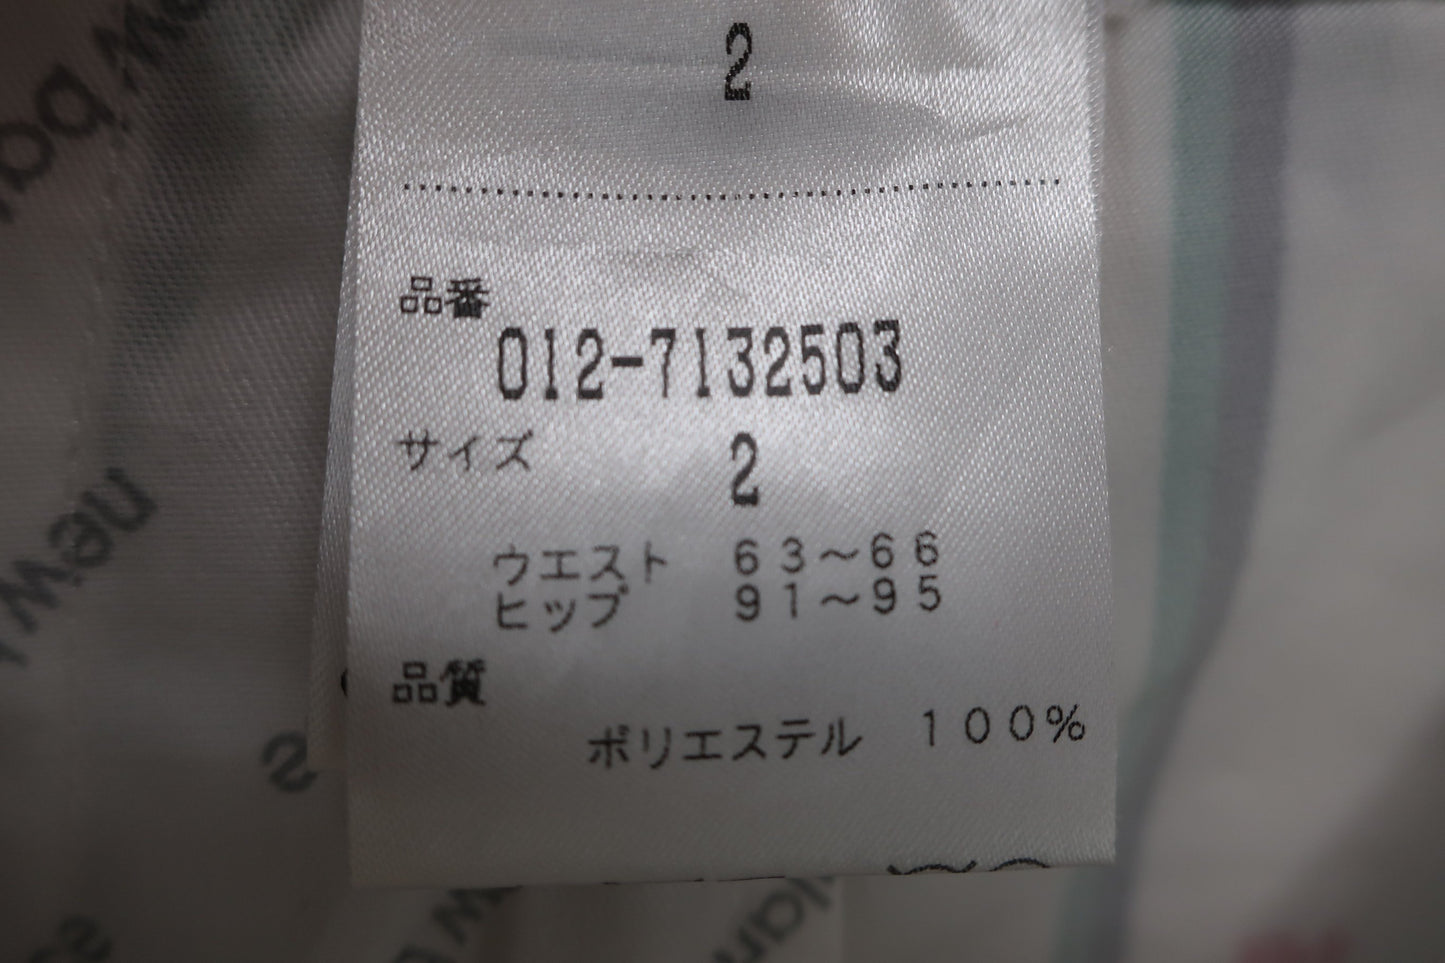 2
品番
012-7132503
サイズ
2
ウエスト 63～66
ヒップ 91～95
品質
ポリエステル 100%
new